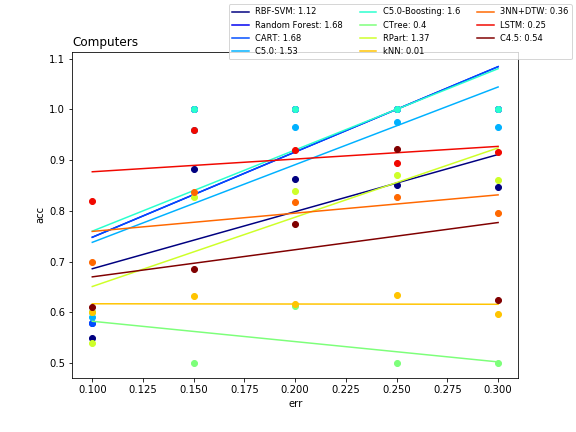 RBF-SVM: 1.12
Random Forest: 1.68
CART: 1.68
C5.0: 1.53
C5.0-Boosting: 1.6
CTree: 0.4
RPart: 1.37
kNN: 0.01
3NN+DTW: 0.36
LSTM: 0.25
C4.5: 0.54
Computers
1.1
1.0
0.9
0.8
0.7
0.6
0.5
acc
0.100 0.125 0.150 0.175 0.200 0.225 0.250 0.275 0.300
err